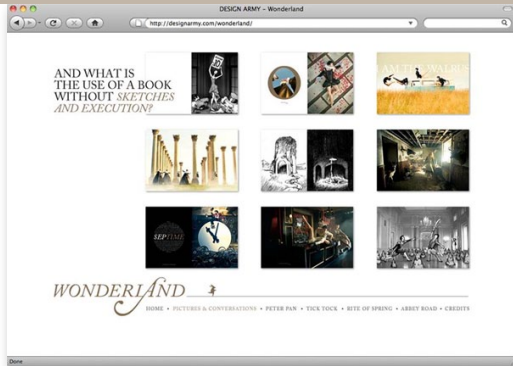 DESIGN ARMY – Wonderland
http://designarmy.com/wonderland/
AND WHAT IS
THE USE OF A BOOK
WITHOUT SKETCHES
AND EXECUTION?
I AM THE WALRUS
SEPTIME
WONDERLAND
HOME • PICTURES & CONVERSATIONS • PETER PAN • TICK TOCK • RITE OF SPRING • ABBEY ROAD • CREDITS
Done